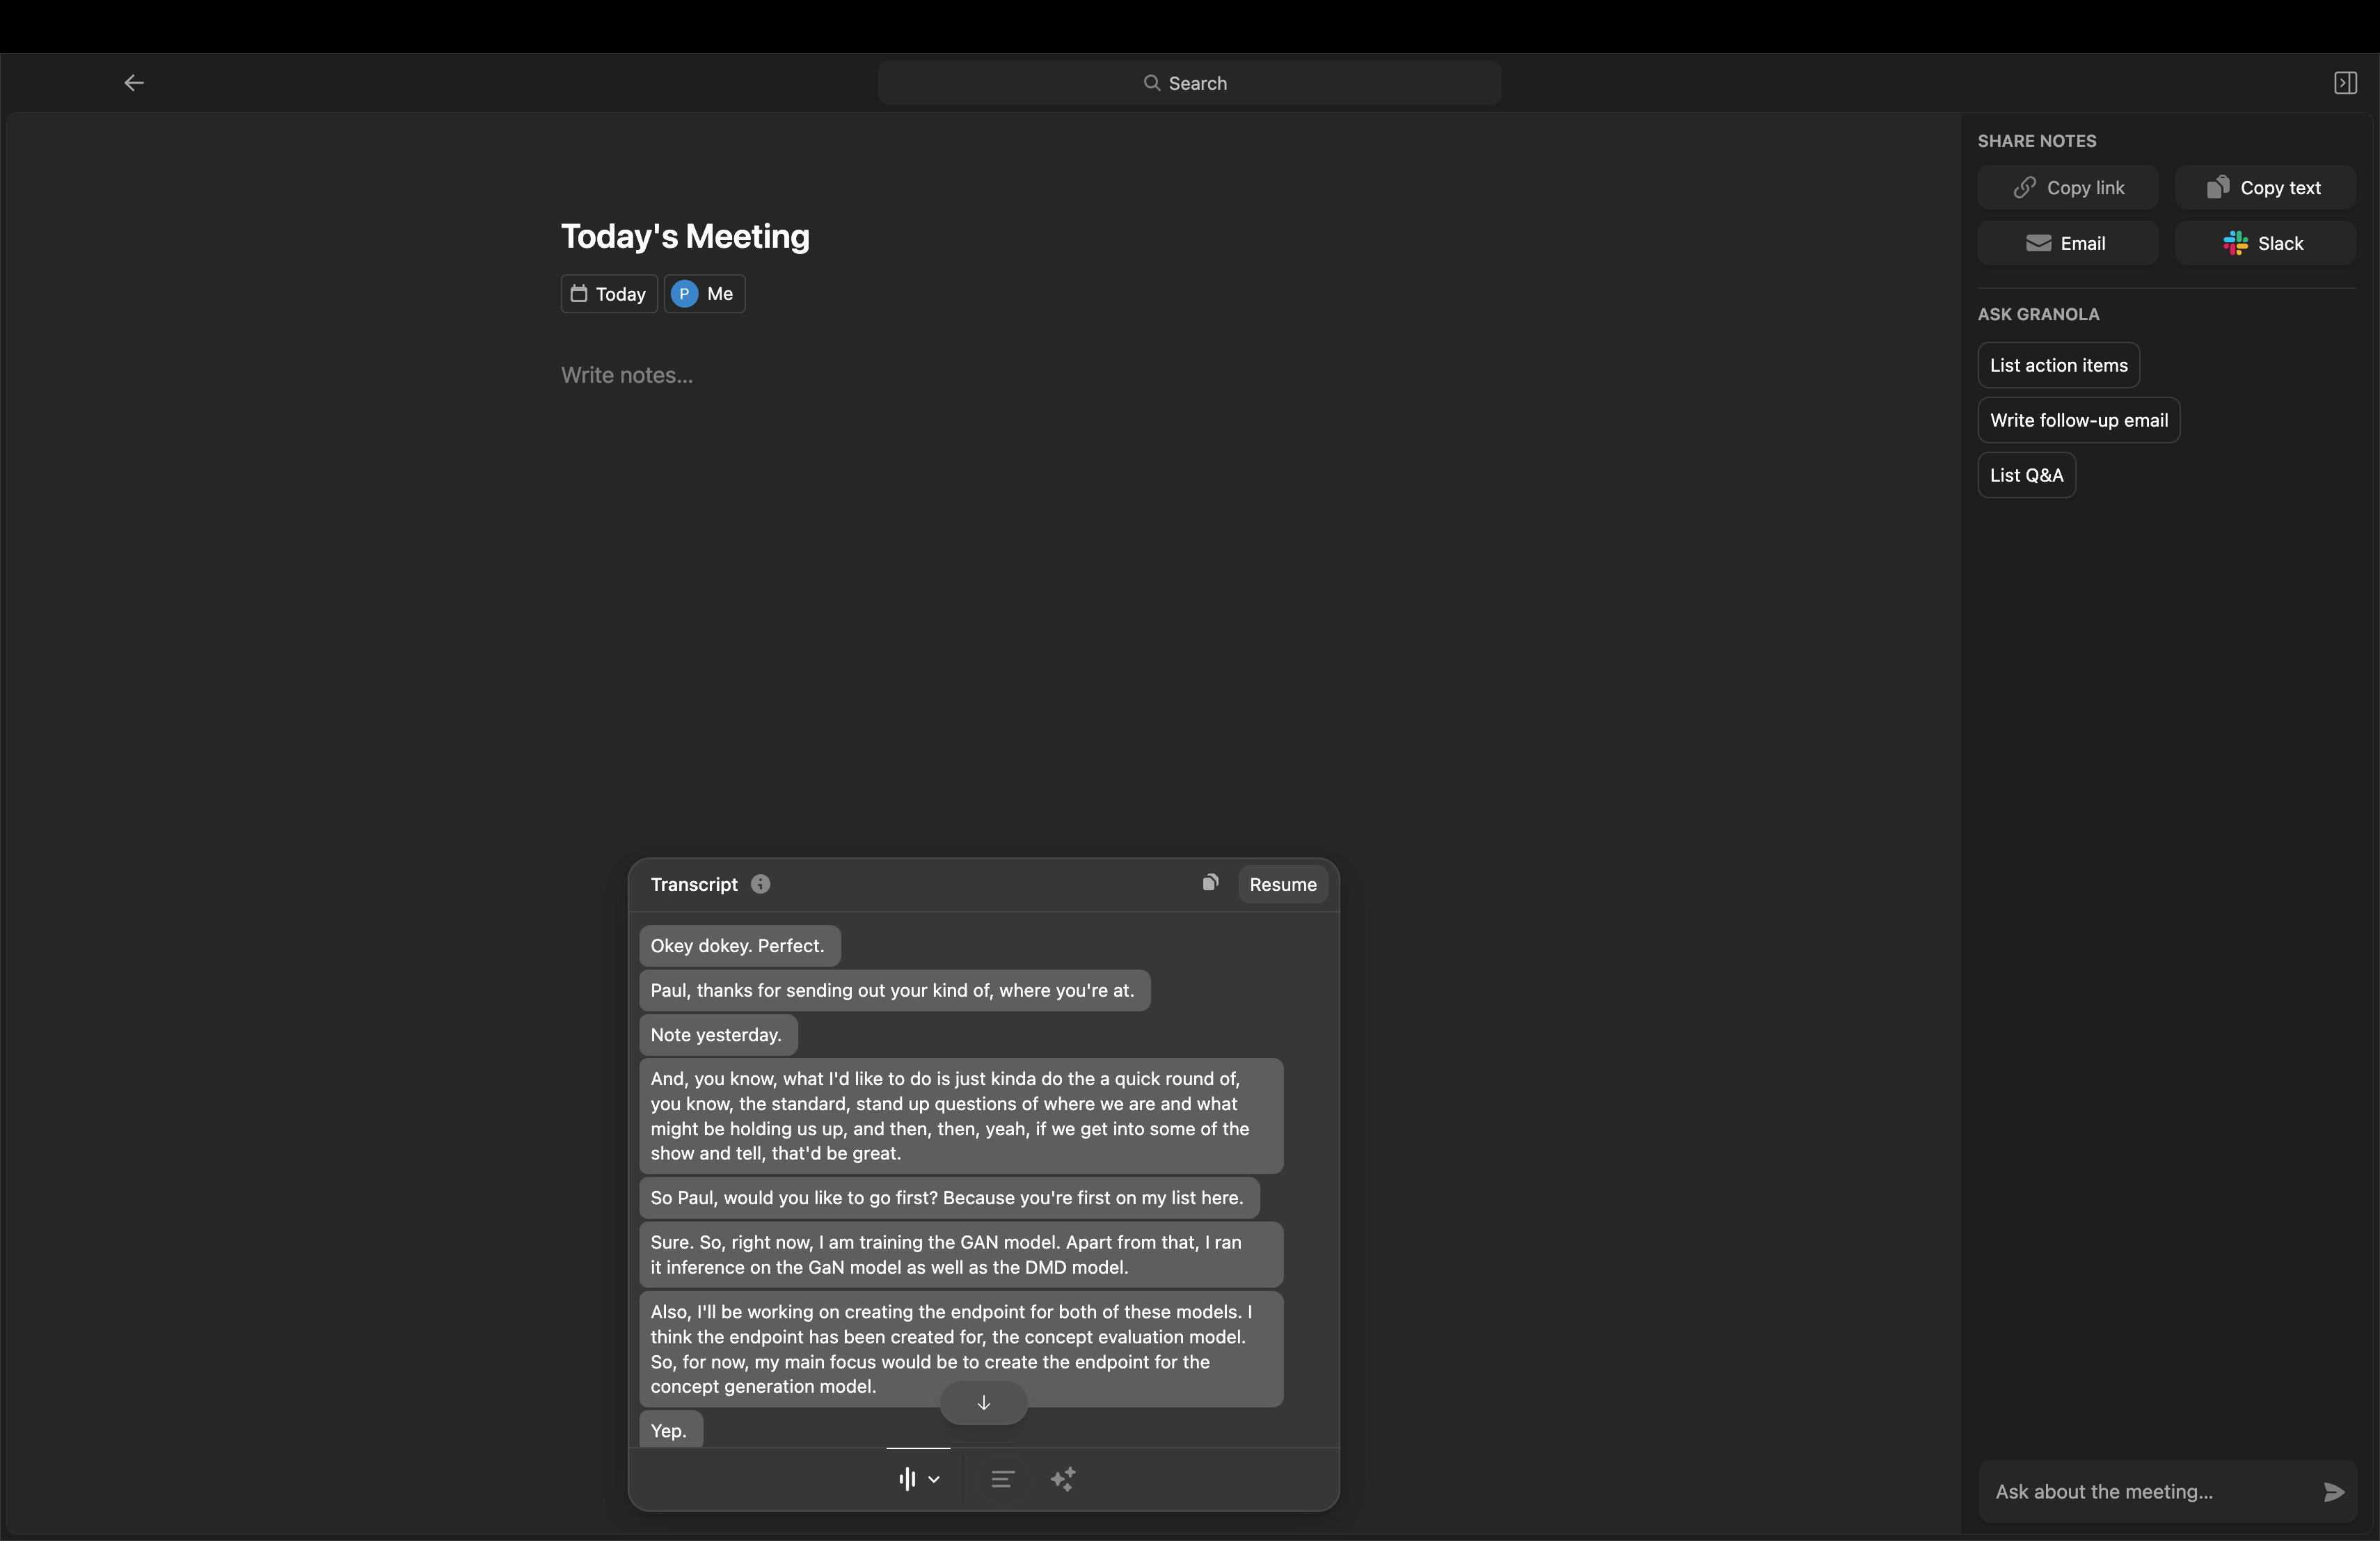 Search
Today's Meeting
Today
P Me
Write notes...
Transcript
Resume
Okey dokey. Perfect.
Paul, thanks for sending out your kind of, where you're at.
Note yesterday.
And, you know, what I'd like to do is just kinda do the a quick round of,
you know, the standard, stand up questions of where we are and what
might be holding us up, and then, then, yeah, if we get into some of the
show and tell, that'd be great.
So Paul, would you like to go first? Because you're first on my list here.
Sure. So, right now, I am training the GAN model. Apart from that, I ran
it inference on the GaN model as well as the DMD model.
Also, I'll be working on creating the endpoint for both of these models. I
think the endpoint has been created for, the concept evaluation model.
So, for now, my main focus would be to create the endpoint for the
concept generation model.
Yep.
SHARE NOTES
Copy link
Copy text
Email
Slack
ASK GRANOLA
List action items
Write follow-up email
List Q&A
Ask about the meeting...